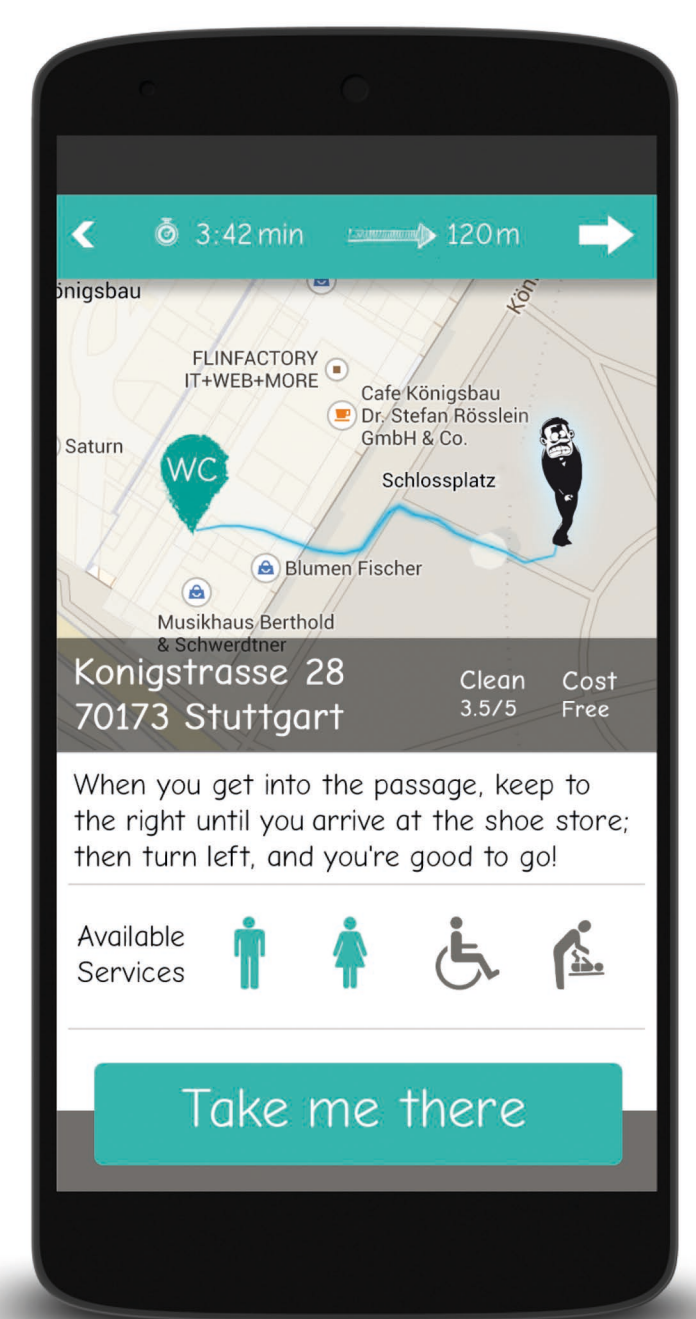 3:42 min
120m
önigsbau
Kön
FLINFACTORY
IT+WEB+MORE
Cafe Königsbau
Dr. Stefan Rösslein
GmbH & Co.
Saturn
WC
Schlossplatz
Blumen Fischer
Musikhaus Berthold
& Schwerdtner
Konigstrasse 28
70173 Stuttgart
Clean
3.5/5
Cost
Free
When you get into the passage, keep to
the right until you arrive at the shoe store;
then turn left, and you're good to go!
Available
Services
Take me there